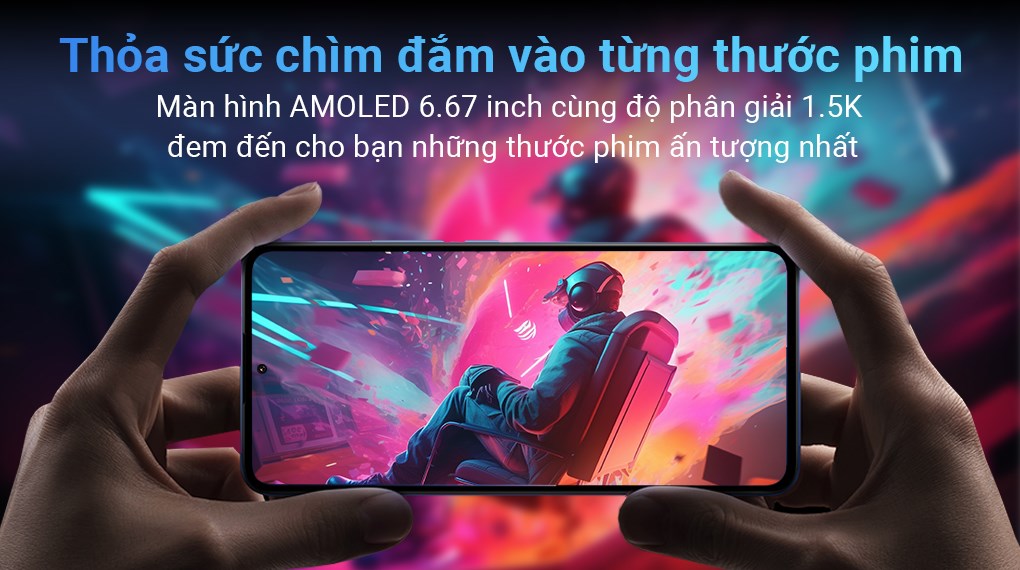 Thỏa sức chìm đắm vào từng thước phim
Màn hình AMOLED 6.67 inch cùng độ phân giải 1.5K
đem đến cho bạn những thước phim ấn tượng nhất